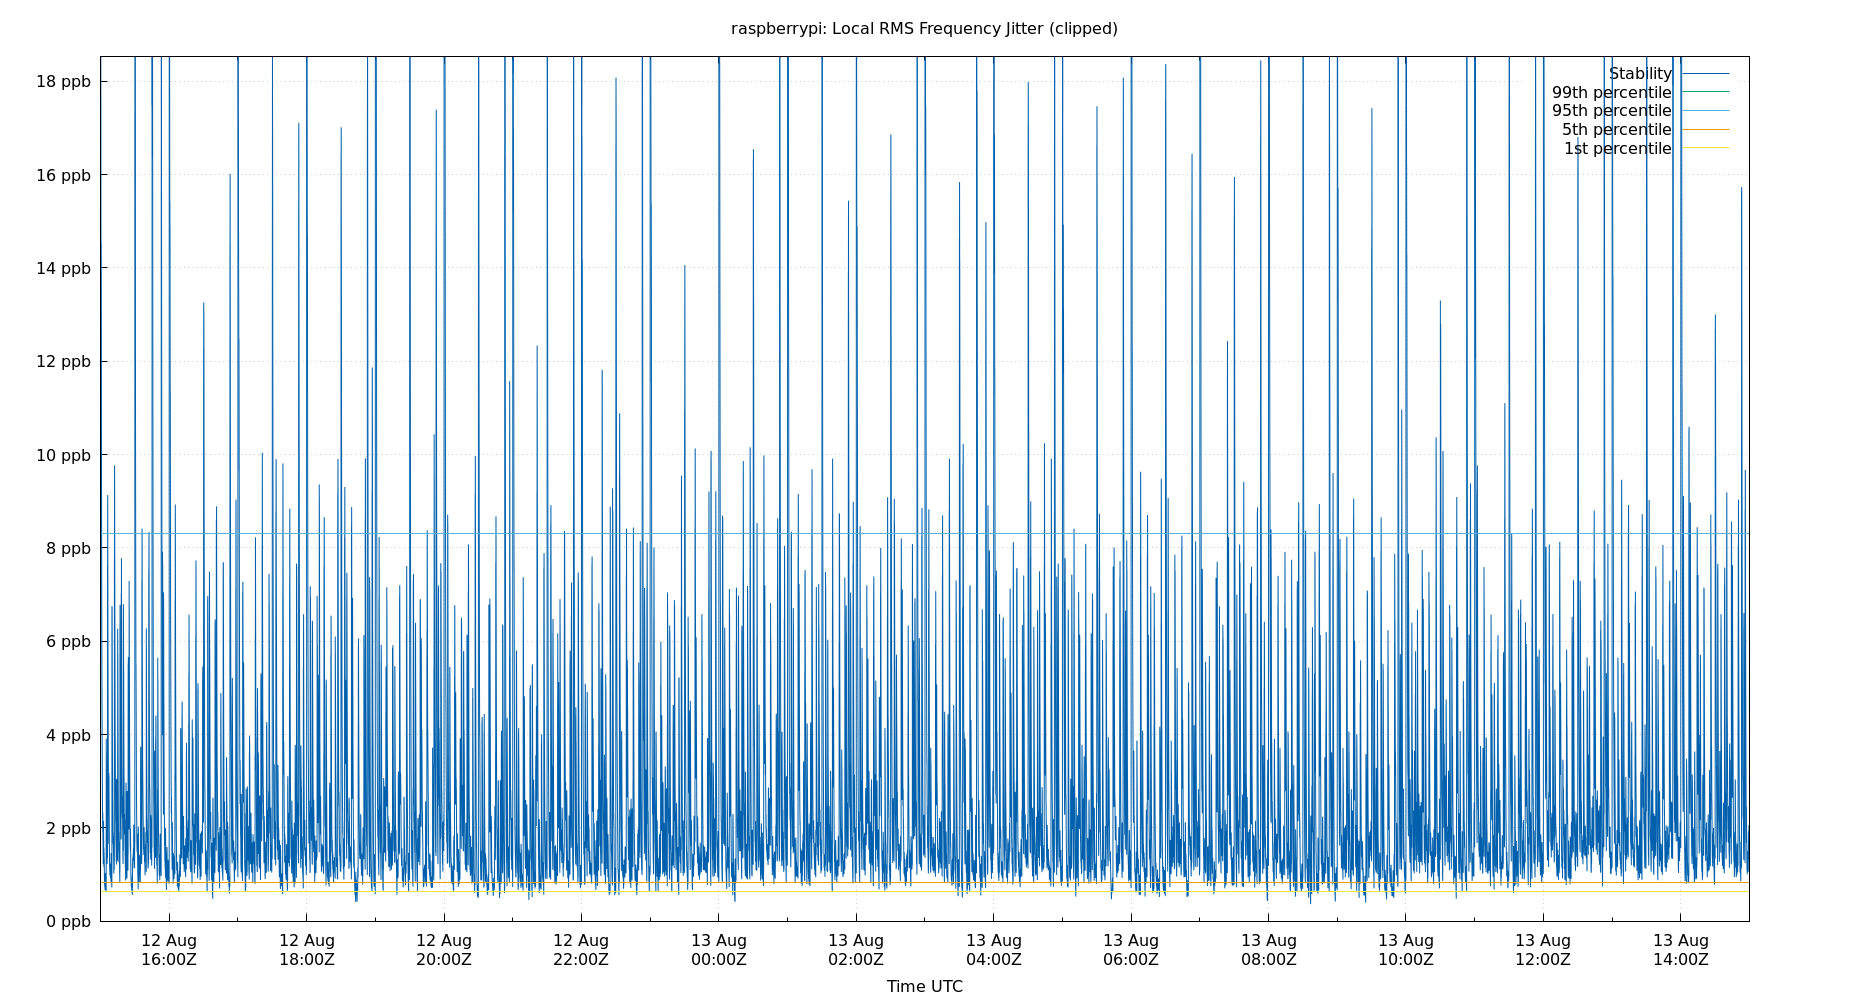 raspberrypi: Local RMS Frequency Jitter (clipped)
18 ppb
16 ppb
14 ppb
12 ppb
10 ppb
8 ppb
6 ppb
4 ppb
2 ppb
0 ppb
Stability
99th percentile
95th percentile
5th percentile
1st percentile
12 Aug 12 Aug 12 Aug 12 Aug 13 Aug 13 Aug 13 Aug 13 Aug 13 Aug 13 Aug 13 Aug 13 Aug
16:00Z 18:00Z 20:00Z 22:00Z 00:00Z 02:00Z 04:00Z 06:00Z 08:00Z 10:00Z 12:00Z 14:00Z
Time UTC